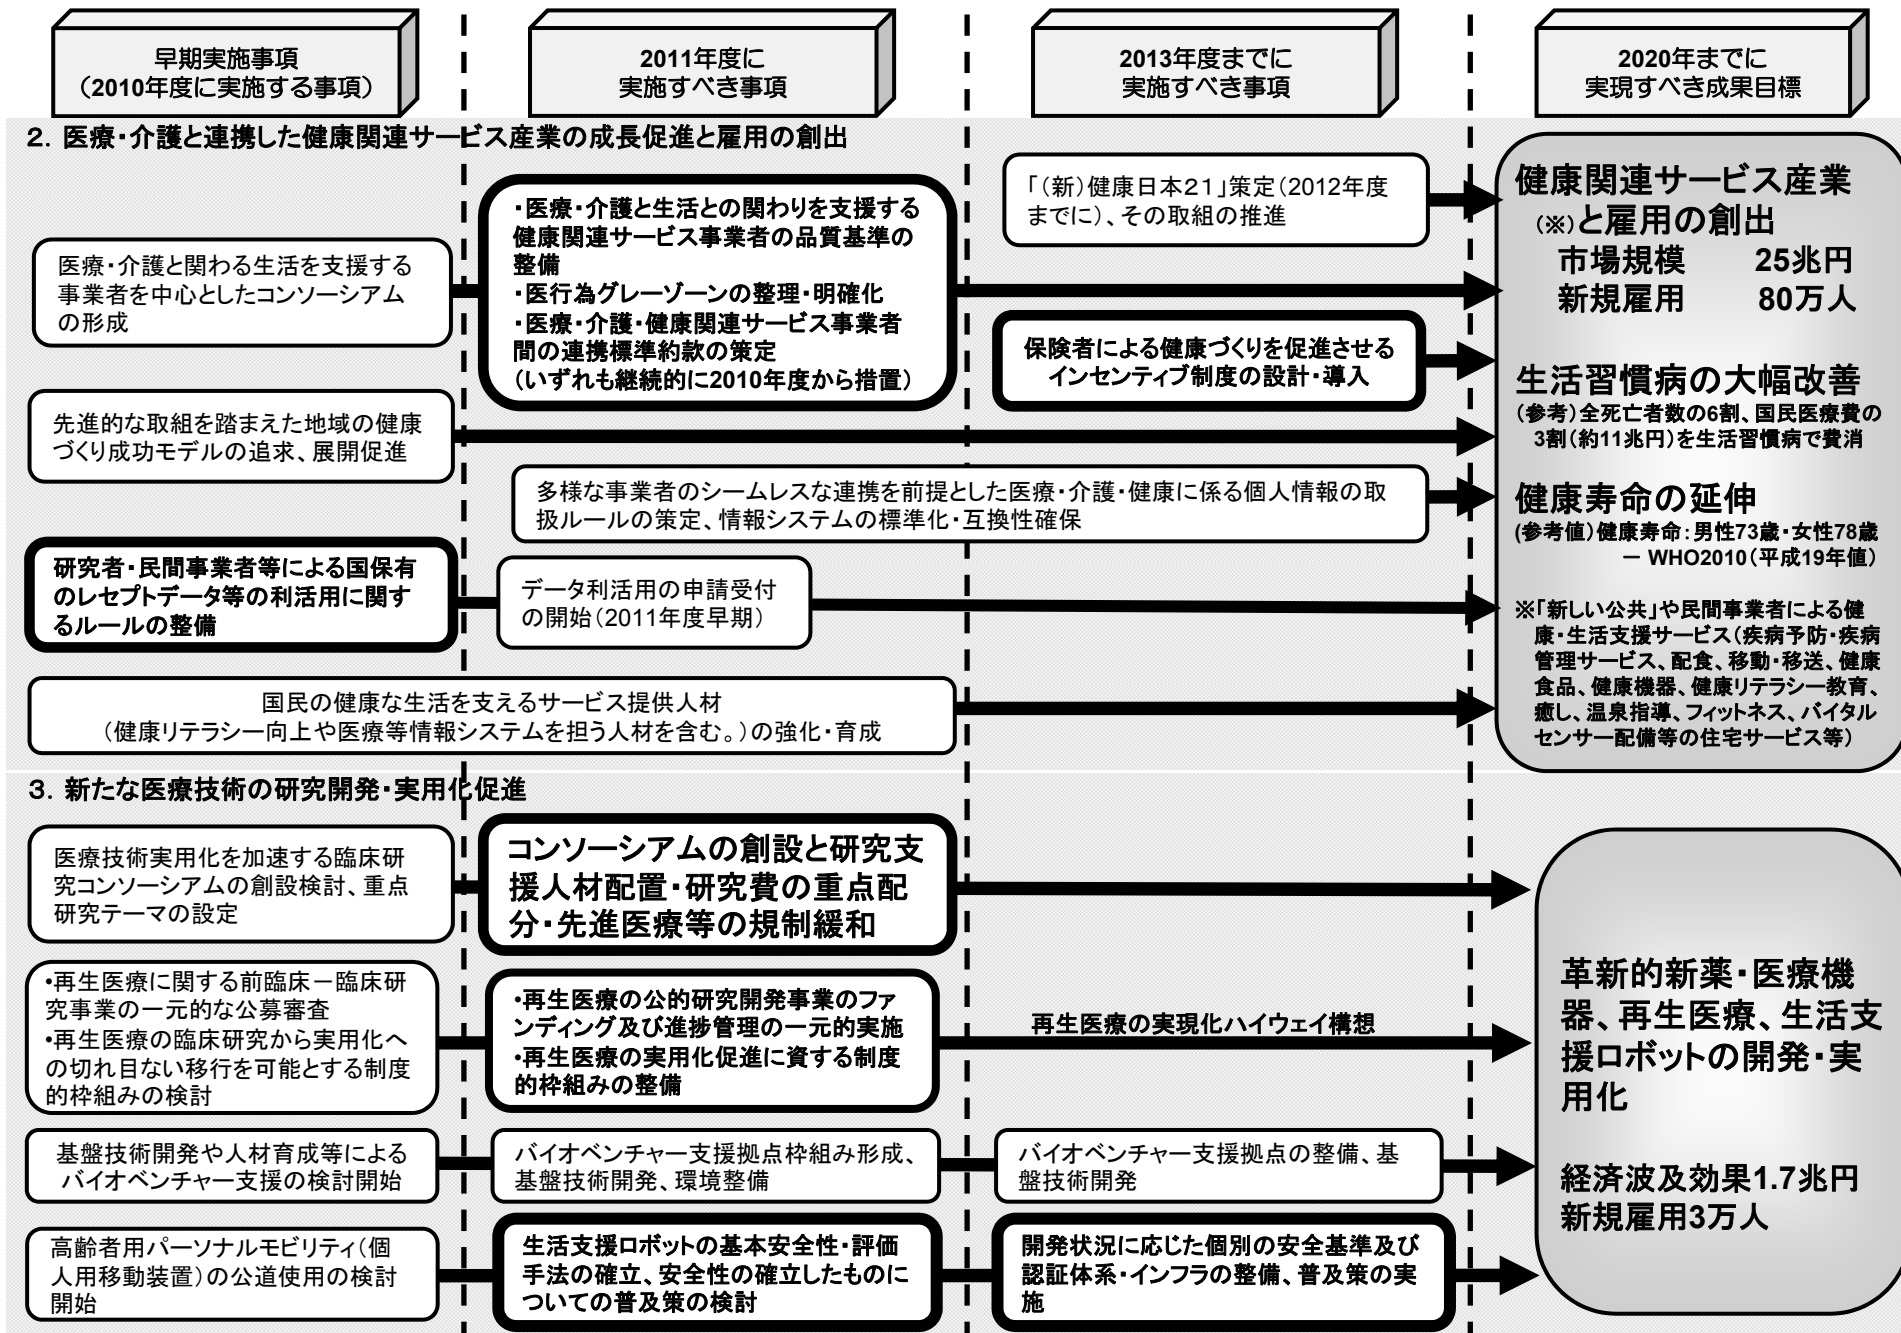 早期実施事項
（2010年度に実施する事項）
2011年度に
実施すべき事項
2013年度までに
実施すべき事項
2020年までに
実現すべき成果目標
２．医療・介護と連携した健康関連サービス産業の成長促進と雇用の創出
医療・介護と関わる生活を支援する
事業者を中心としたコンソーシアム
の形成
・医療・介護と生活との関わりを支援する
健康関連サービス事業者の品質基準の
整備
・医行為グレーゾーンの整理・明確化
・医療・介護・健康関連サービス事業者
間の連携標準約款の策定
（いずれも継続的に2010年度から措置）
「（新）健康日本２１」策定（2012年度
までに）、その取組の推進
保険者による健康づくりを促進させる
インセンティブ制度の設計・導入
先進的な取組を踏まえた地域の健康
づくり成功モデルの追求、展開促進
多様な事業者のシームレスな連携を前提とした医療・介護・健康に係る個人情報の取
扱ルールの策定、情報システムの標準化・互換性確保
研究者・民間事業者等による国保有
のレセプトデータ等の利活用に関す
るルールの整備
データ利活用の申請受付
の開始（2011年度早期）
国民の健康な生活を支えるサービス提供人材
（健康リテラシー向上や医療等情報システムを担う人材を含む。）の強化・育成
健康関連サービス産業
（※）と雇用の創出
市場規模 25兆円
新規雇用 80万人
生活習慣病の大幅改善
（参考）全死亡者数の6割、国民医療費の
3割（約11兆円）を生活習慣病で費消
健康寿命の延伸
(参考値）健康寿命：男性73歳・女性78歳
－ WHO2010（平成19年値）
※「新しい公共」や民間事業者による健
康・生活支援サービス（疾病予防・疾病
管理サービス、配食、移動・移送、健康
食品、健康機器、健康リテラシー教育、
癒し、温泉指導、フィットネス、バイタル
センサー配備等の住宅サービス等）
３．新たな医療技術の研究開発・実用化促進
医療技術実用化を加速する臨床研
究コンソーシアムの創設検討、重点
研究テーマの設定
コンソーシアムの創設と研究支
援人材配置・研究費の重点配
分・先進医療等の規制緩和
•再生医療に関する前臨床－臨床研
究事業の一元的な公募審査
•再生医療の臨床研究から実用化へ
の切れ目ない移行を可能とする制度
的枠組みの検討
•再生医療の公的研究開発事業のファ
ンディング及び進捗管理の一元的実施
•再生医療の実用化促進に資する制度
的枠組みの整備
再生医療の実現化ハイウェイ構想
基盤技術開発や人材育成等による
バイオベンチャー支援の検討開始
バイオベンチャー支援拠点枠組み形成、
基盤技術開発、環境整備
バイオベンチャー支援拠点の整備、基
盤技術開発
高齢者用パーソナルモビリティ（個
人用移動装置）の公道使用の検討
開始
生活支援ロボットの基本安全性・評価
手法の確立、安全性の確立したものに
ついての普及策の検討
開発状況に応じた個別の安全基準及び
認証体系・インフラの整備、普及策の実
施
革新的新薬・医療機
器、再生医療、生活支
援ロボットの開発・実
用化
経済波及効果1.7兆円
新規雇用3万人